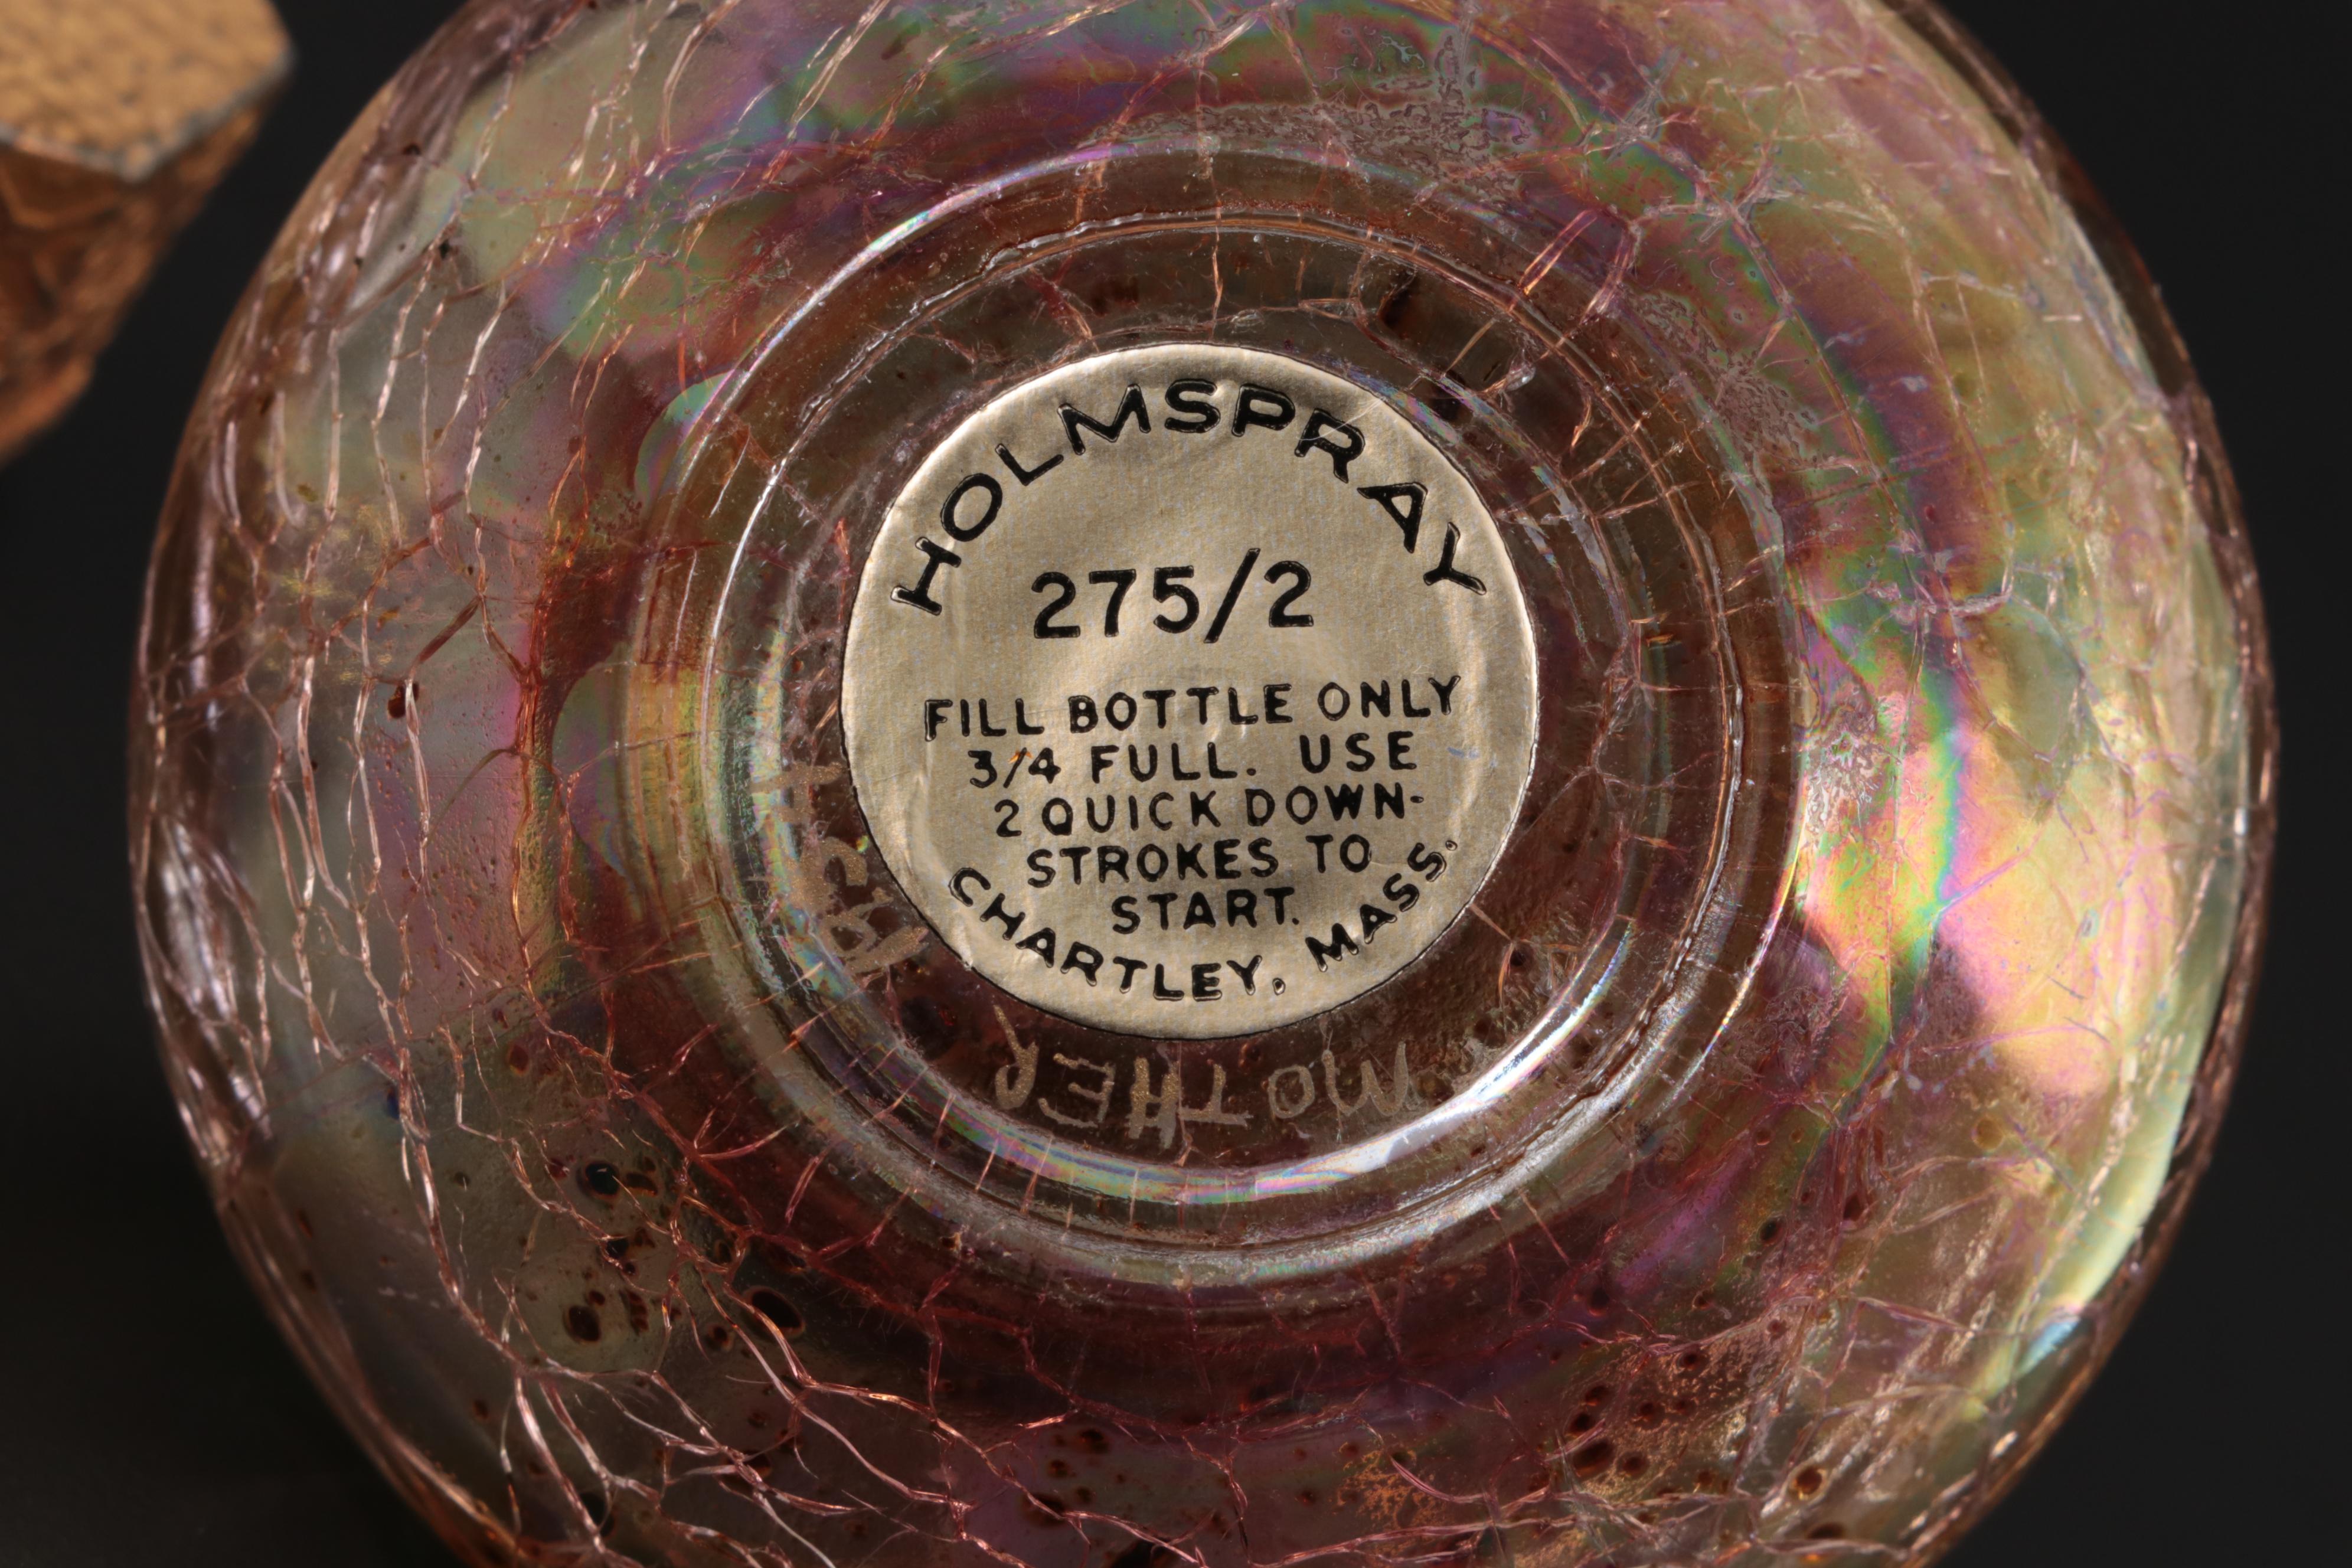 HOLMSPRAY
275/2
FILL BOTTLE ONLY
3/4 FULL. USE
2 QUICK DOWN-
STROKES TO
START.
CHARTLEY, MASS.
MOTHER